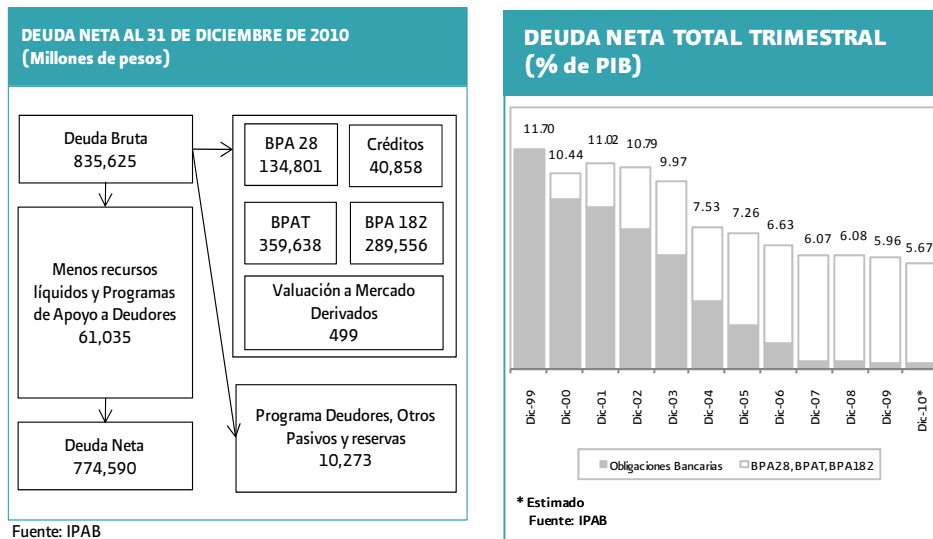 DEUDA NETA AL 31 DE DICIEMBRE DE 2010
(Millones de pesos)
Deuda Bruta
835,625
Menos recursos
líquidos y Programas
de Apoyo a Deudores
61,035
Deuda Neta
774,590
BPA 28
134,801
Créditos
40,858
BPAT
359,638
BPA 182
289,556
Valuación a Mercado
Derivados
499
Programa Deudores, Otros
Pasivos y reservas
10,273
Fuente: IPAB
DEUDA NETA TOTAL TRIMESTRAL
(% de PIB)
11.70
10.44
11.02
10.79
9.97
7.53
7.26
6.63
6.07
6.08
5.96
5.67
Dic-99
Dic-00
Dic-01
Dic-02
Dic-03
Dic-04
Dic-05
Dic-06
Dic-07
Dic-08
Dic-09
Dic-10*
Obligaciones Bancarias
BPA28,BPAT,BPA182
* Estimado
Fuente: IPAB